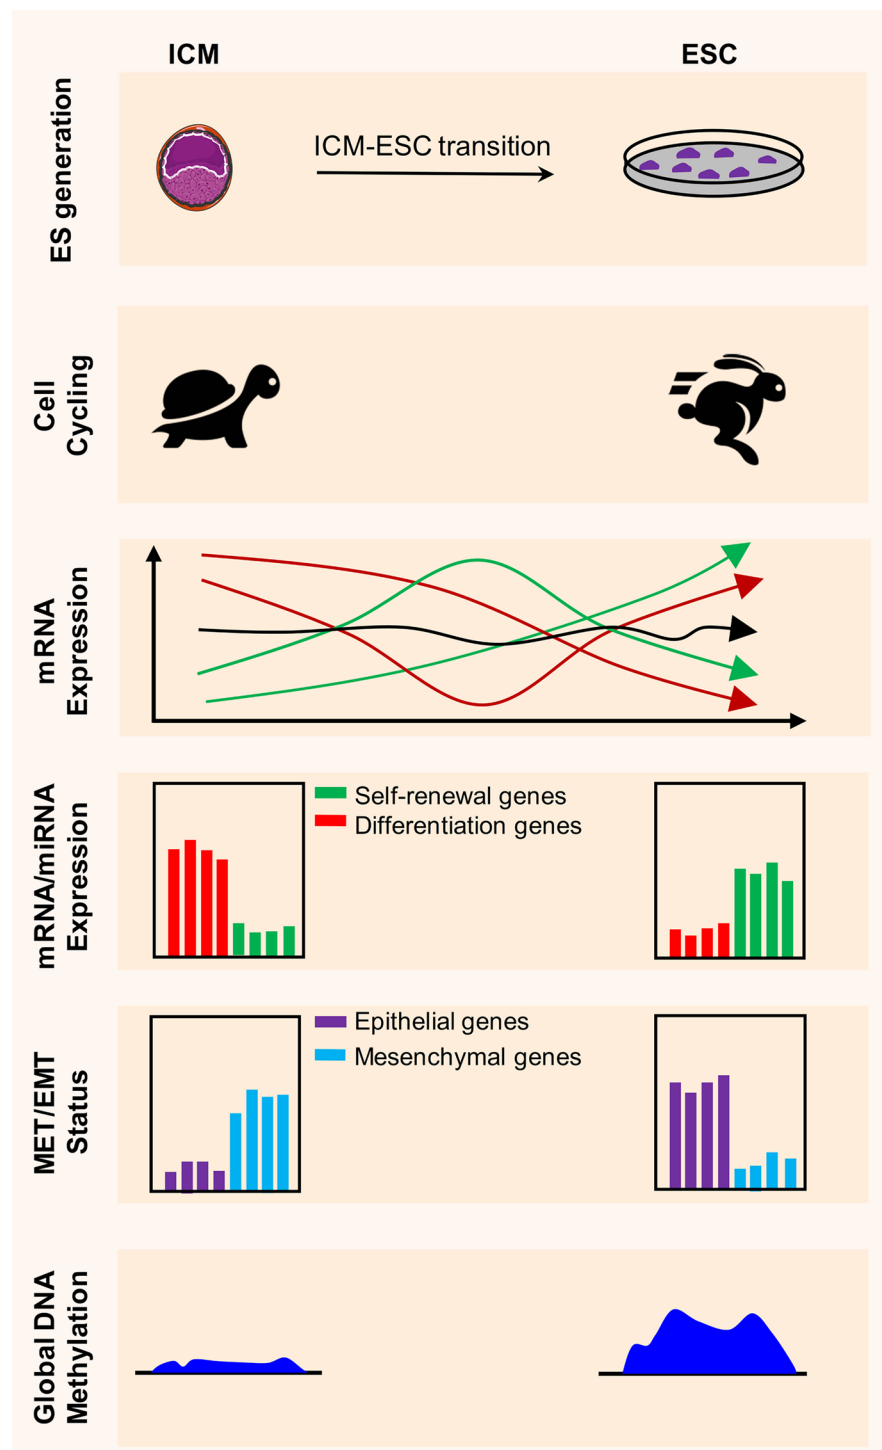 ICM
ESC
ES generation
ICM-ESC transition
Cell
Cycling
mRNA
Expression
mRNA/miRNA
Expression
Self-renewal genes
Differentiation genes
MET/EMT
Status
Epithelial genes
Mesenchymal genes
Global DNA
Methylation